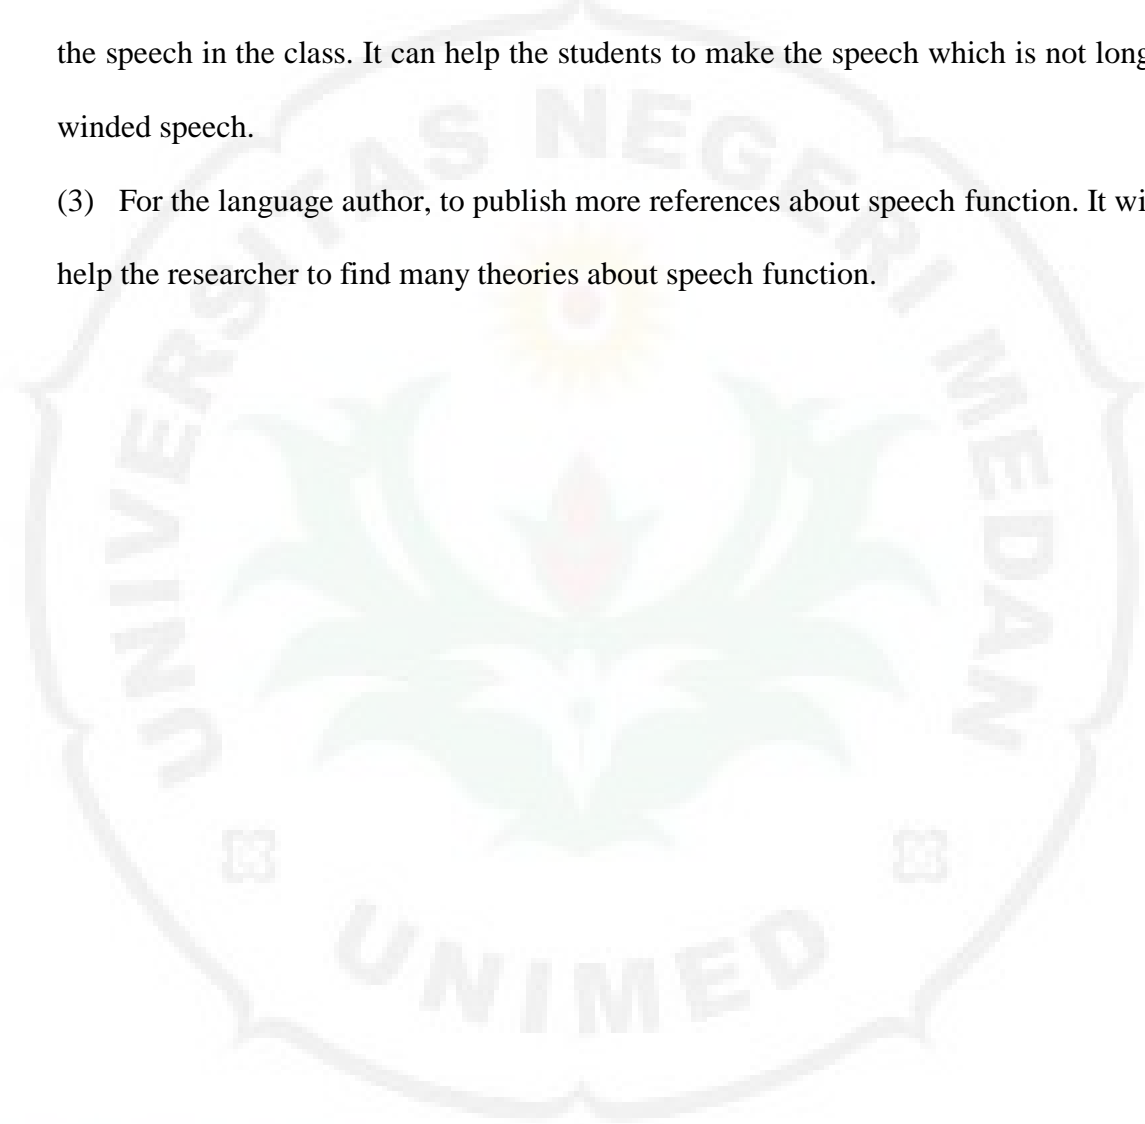 the speech in the class. It can help the students to make the speech which is not long
winded speech.
(3) For the language author, to publish more references about speech function. It wi
help the researcher to find many theories about speech function.
UNIVERSITAS NEGERI MEDAN
UNIMED